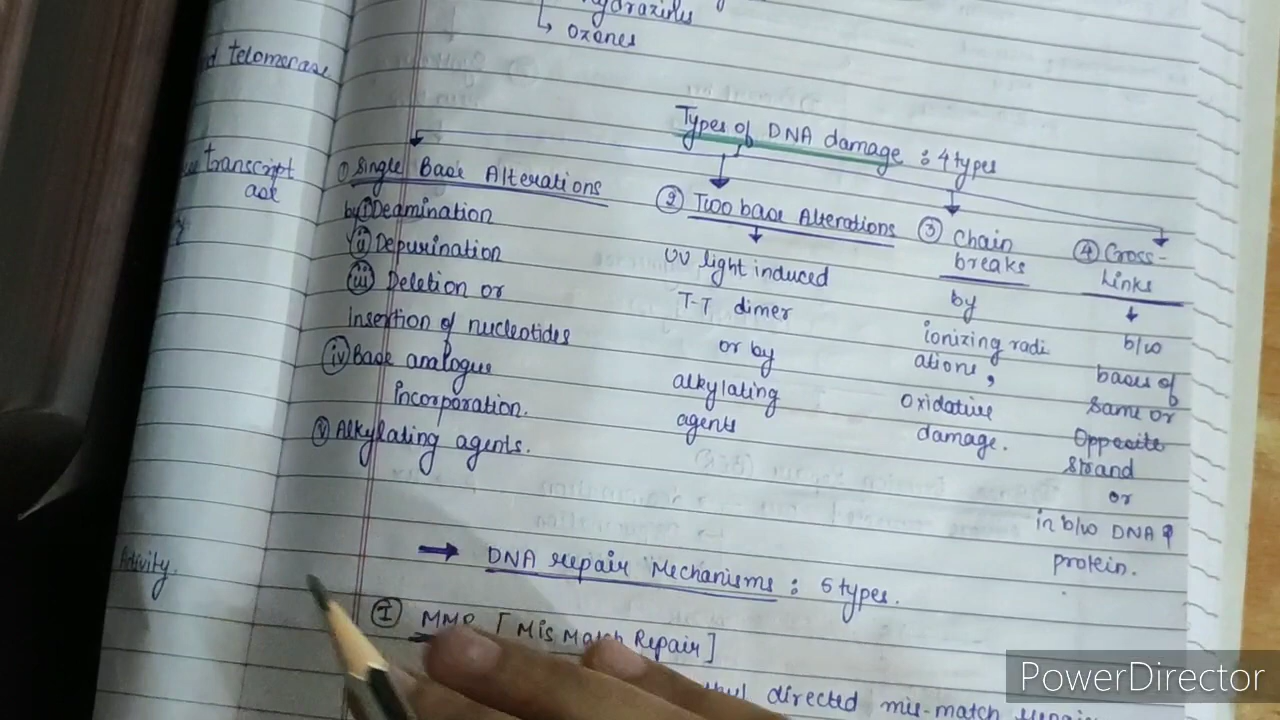 oxones
telomerase
transcript
ase
Types of DNA damage : 4 types
① Single Base Alterations
by (i) Deamination
(ii) Depurination
(iii) Deletion or
Insertion of nucleotides
(iv) Base analogue
incorporation.
(v) Alkylating agents.
② Two base Alterations
UV light induced
T-T dimer
or by
alkylating
agents
③ Chain
breaks
by
ionizing radi
ations,
Oxidative
damage.
④ Cross-
Links
b/w
bases of
same or
Opposite
strand
or
in b/w DNA &
protein.
Activity.
→ DNA repair Mechanisms : 5 types.
Ⅰ MMR [Mis Match Repair]
directed mis-match
PowerDirector